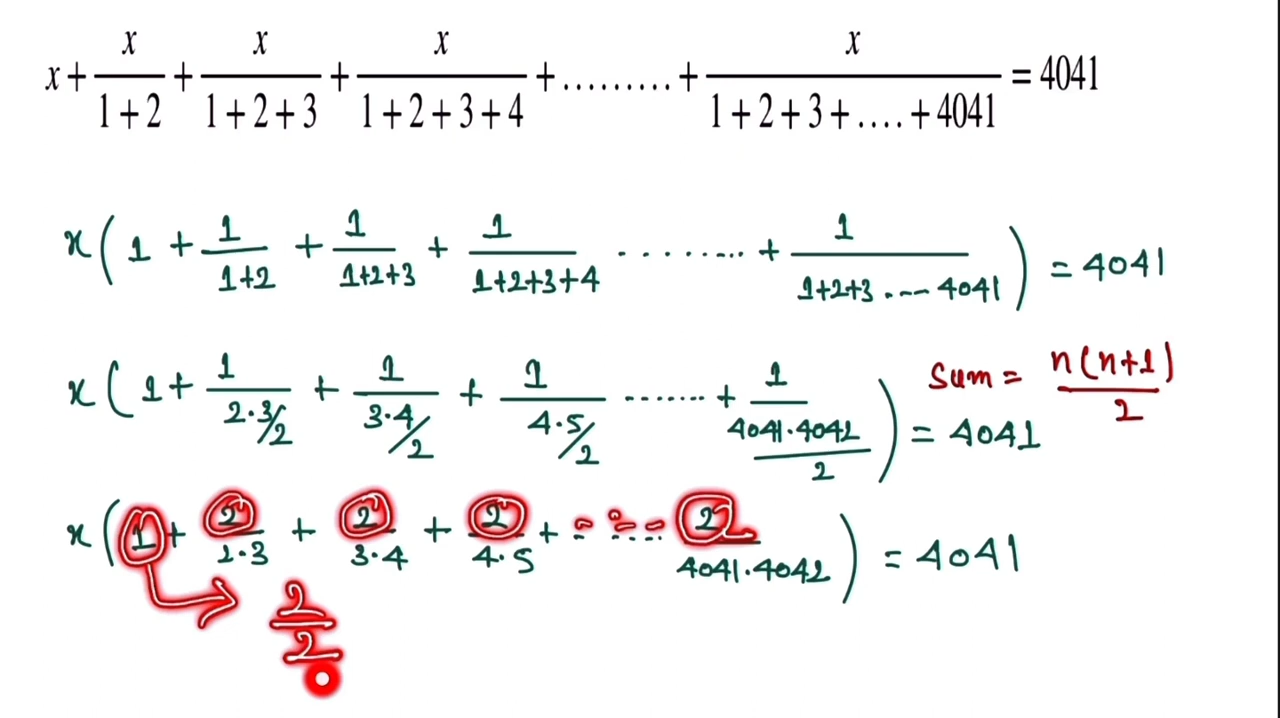 x + x/(1+2) + x/(1+2+3) + x/(1+2+3+4) + ......... + x/(1+2+3+....+4041) = 4041
x(1 + 1/(1+2) + 1/(1+2+3) + 1/(1+2+3+4) ........ + 1/(1+2+3.---4041)) = 4041
Sum = n(n+1)/2
x(1 + 1/(2·3/2) + 1/(3·4/2) + 1/(4·5/2) ....... + 1/(4041·4042/2)) = 4041
x(1 + 2/(2·3) + 2/(3·4) + 2/(4·5) + ------ 2/(4041·4042)) = 4041
2/2